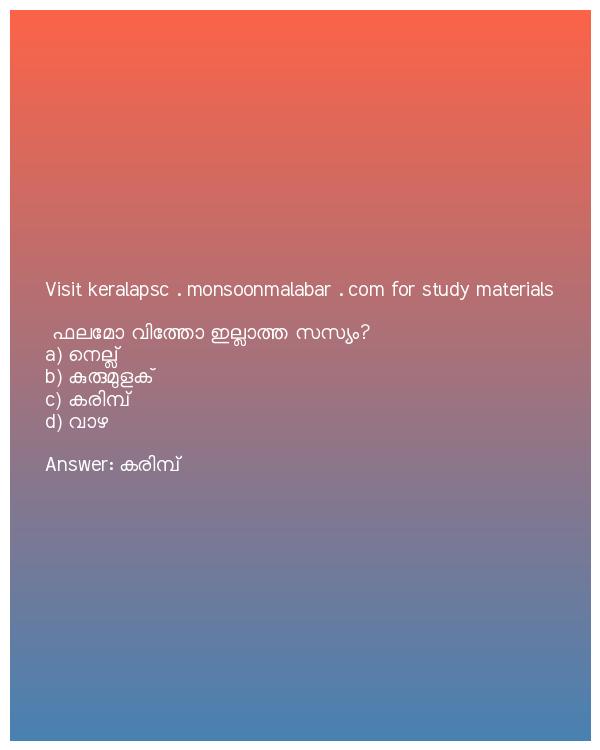 Visit keralapsc . monsoonmalabar . com for study materials
ഫലമോ വിത്തോ ഇല്ലാത്ത സസ്യം?
a) നെല്ല്
b) കുരുമുളക്
c) കരിമ്പ്
d) വാഴ
Answer: കരിമ്പ്